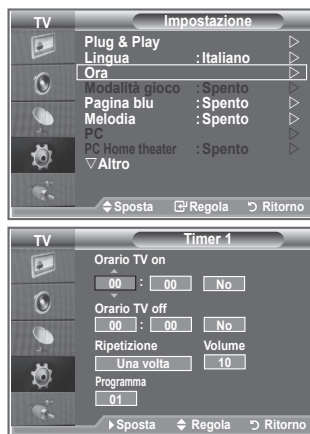 TV Impostazione
Plug & Play
Lingua : Italiano
Ora
Modalità gioco : Spento
Pagina blu : Spento
Melodia : Spento
PC
PC Home theater : Spento
▽Altro
Sposta Regola Ritorno
TV Timer 1
Orario TV on
00 : 00 No
Orario TV off
00 : 00 No
Ripetizione Volume
Una volta 10
Programma
01
Sposta Regola Ritorno